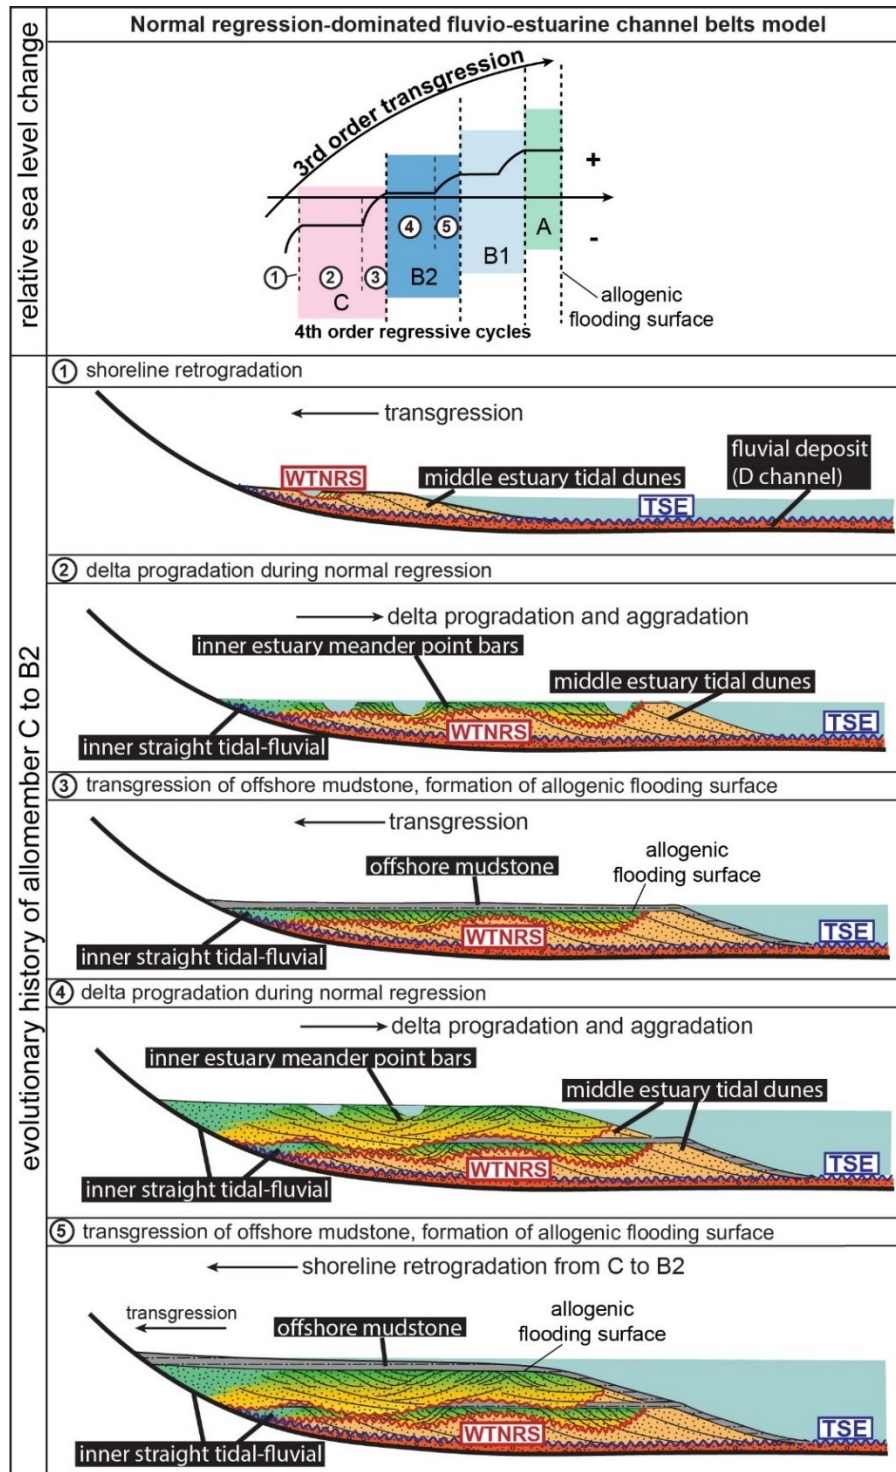 Normal regression-dominated fluvio-estuarine channel belts model
relative sea level change
3rd order transgression
+
-
1
2
3
4
5
C
B2
B1
A
4th order regressive cycles
allogenic
flooding surface
evolutionary history of allomember C to B2
1 shoreline retrogradation
transgression
WTNRS
middle estuary tidal dunes
fluvial deposit
(D channel)
TSE
2 delta progradation during normal regression
delta progradation and aggradation
inner estuary meander point bars
middle estuary tidal dunes
WTNRS
TSE
inner straight tidal-fluvial
3 transgression of offshore mudstone, formation of allogenic flooding surface
transgression
offshore mudstone
allogenic
flooding surface
WTNRS
TSE
inner straight tidal-fluvial
4 delta progradation during normal regression
delta progradation and aggradation
inner estuary meander point bars
middle estuary tidal dunes
WTNRS
TSE
inner straight tidal-fluvial
5 transgression of offshore mudstone, formation of allogenic flooding surface
shoreline retrogradation from C to B2
transgression
offshore mudstone
allogenic
flooding surface
WTNRS
TSE
inner straight tidal-fluvial